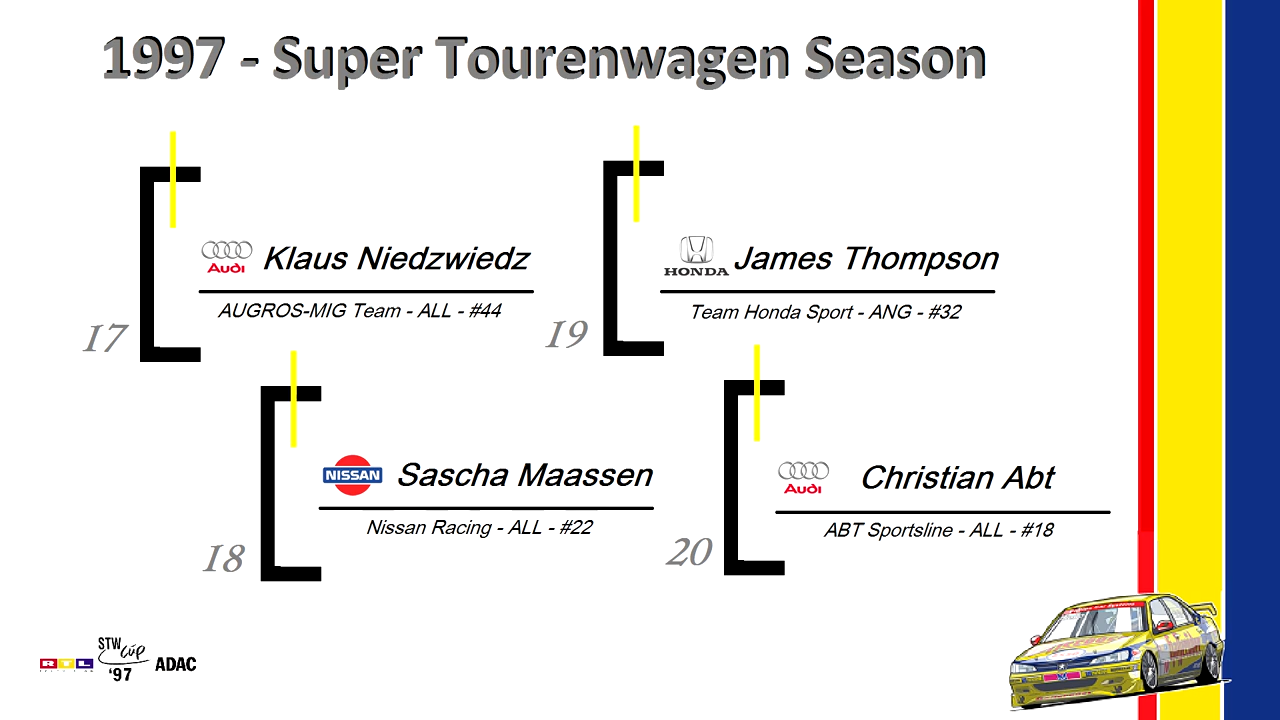 1997 - Super Tourenwagen Season
17
Audi
Klaus Niedzwiedz
AUGROS-MIG Team - ALL - #44
18
NISSAN
Sascha Maassen
Nissan Racing - ALL - #22
19
HONDA
James Thompson
Team Honda Sport - ANG - #32
20
Audi
Christian Abt
ABT Sportsline - ALL - #18
RTL
STW
Cup
'97
ADAC